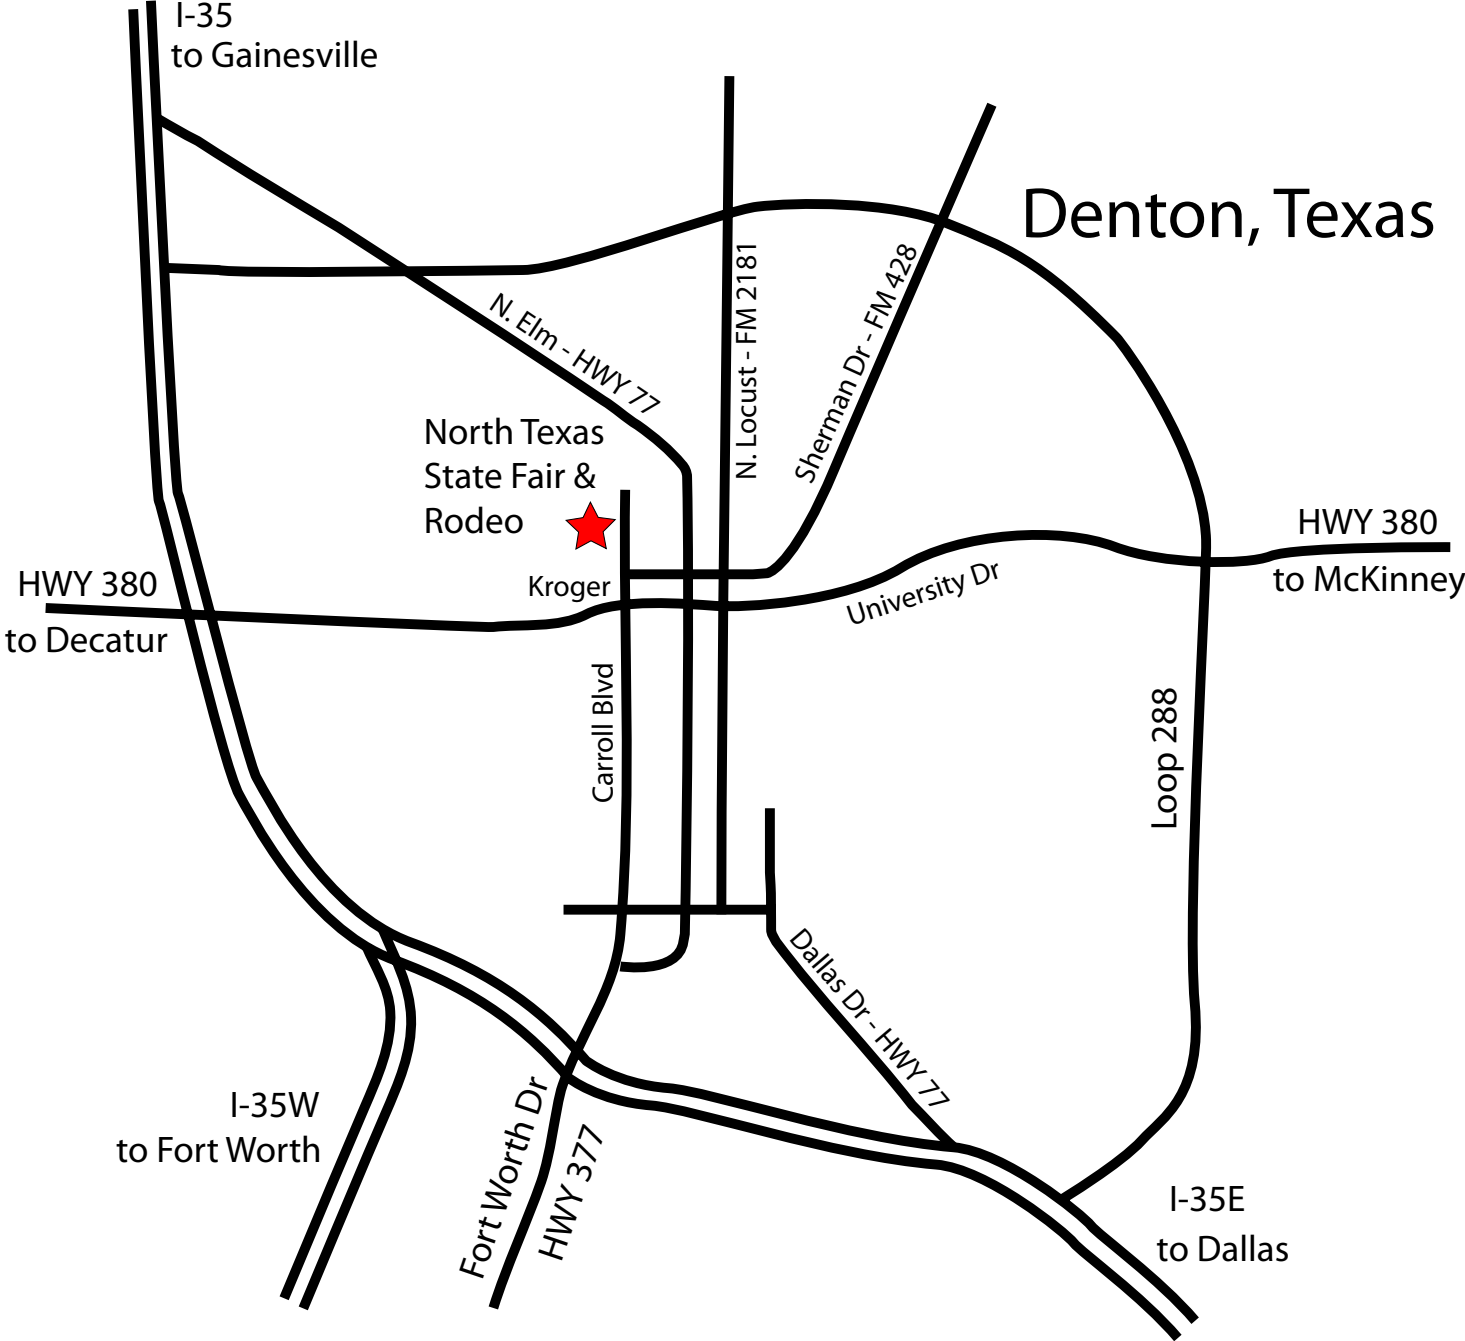 I-35
to Gainesville
Denton, Texas
N. Elm - HWY 77
N. Locust - FM 2181
Sherman Dr - FM 428
North Texas
State Fair &
Rodeo
HWY 380
to McKinney
HWY 380
to Decatur
Kroger
University Dr
Carroll Blvd
Loop 288
Dallas Dr - HWY 77
I-35W
to Fort Worth
Fort Worth Dr
HWY 377
I-35E
to Dallas